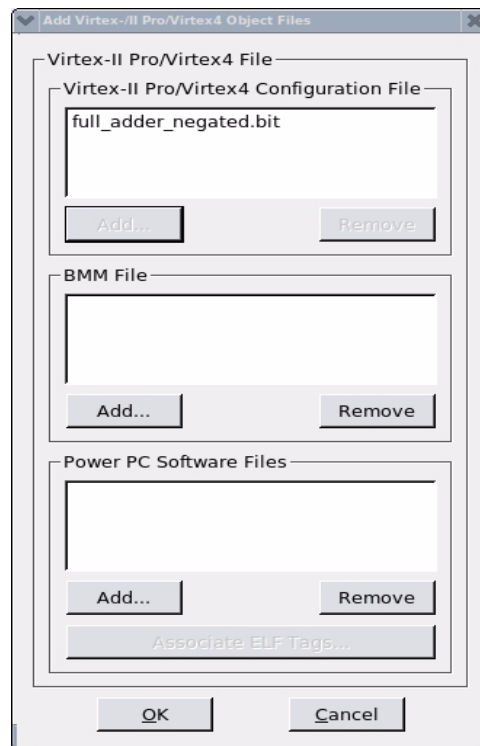 Add Virtex-/II Pro/Virtex4 Object Files
Virtex-II Pro/Virtex4 File
Virtex-II Pro/Virtex4 Configuration File
full_adder_negated.bit
Add... Remove
BMM File
Add... Remove
Power PC Software Files
Add... Remove
Associate ELF Tags...
OK Cancel